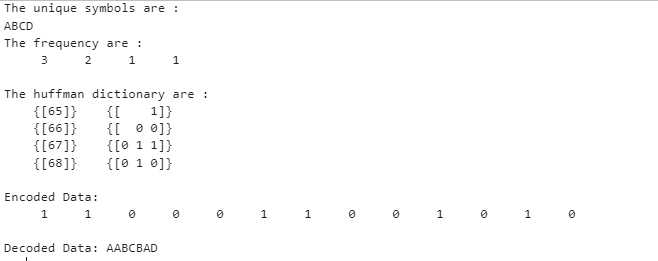 The unique symbols are :
ABCD
The frequency are :
3 2 1 1
The huffman dictionary are :
{[65]} {[ 1]}
{[66]} {[ 0 0]}
{[67]} {[0 1 1]}
{[68]} {[0 1 0]}
Encoded Data:
1 1 0 0 0 1 1 0 0 1 0 1 0
Decoded Data: AABCBAD